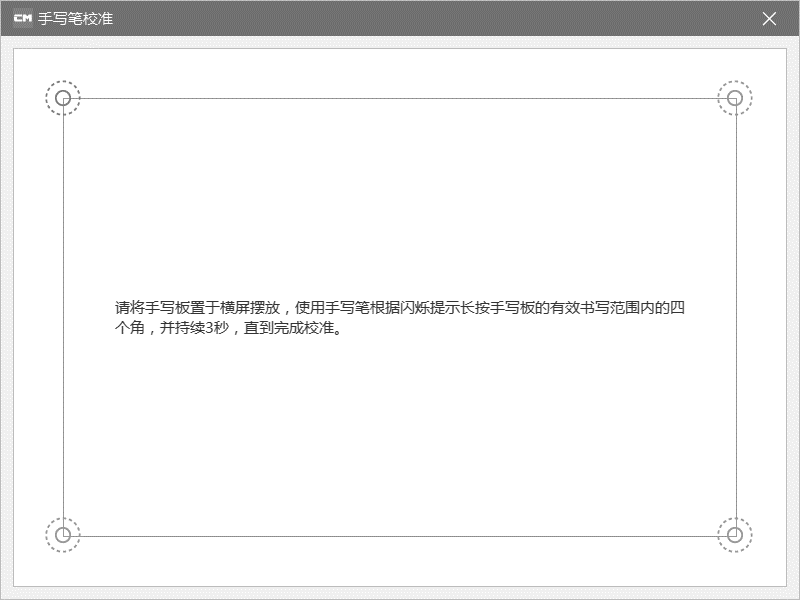 CM 手写笔校准
请将手写板置于横屏摆放，使用手写笔根据闪烁提示长按手写板的有效书写范围内的四
个角，并持续3秒，直到完成校准。